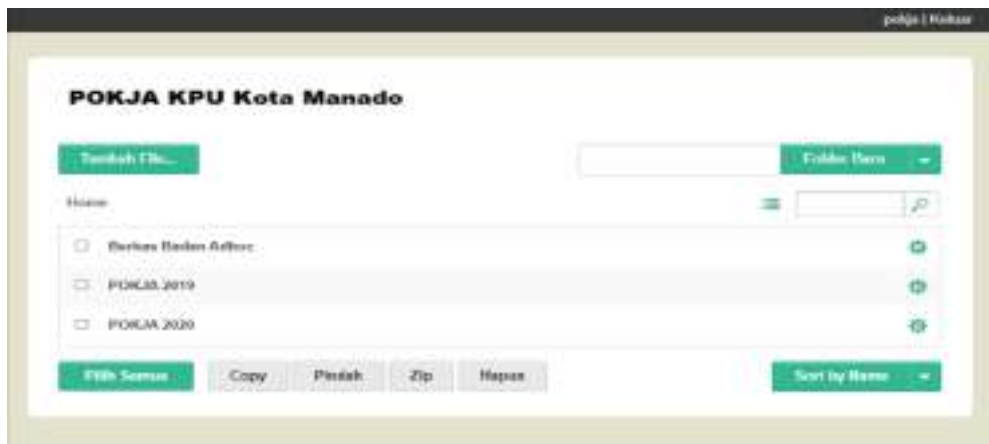 pokja | Keluar
POKJA KPU Kota Manado
Tambah File...
Folder Baru
Home
Berkas Badan Adhoc
POKJA 2019
POKJA 2020
Pilih Semua Copy Pindah Zip Hapus Sort by Name